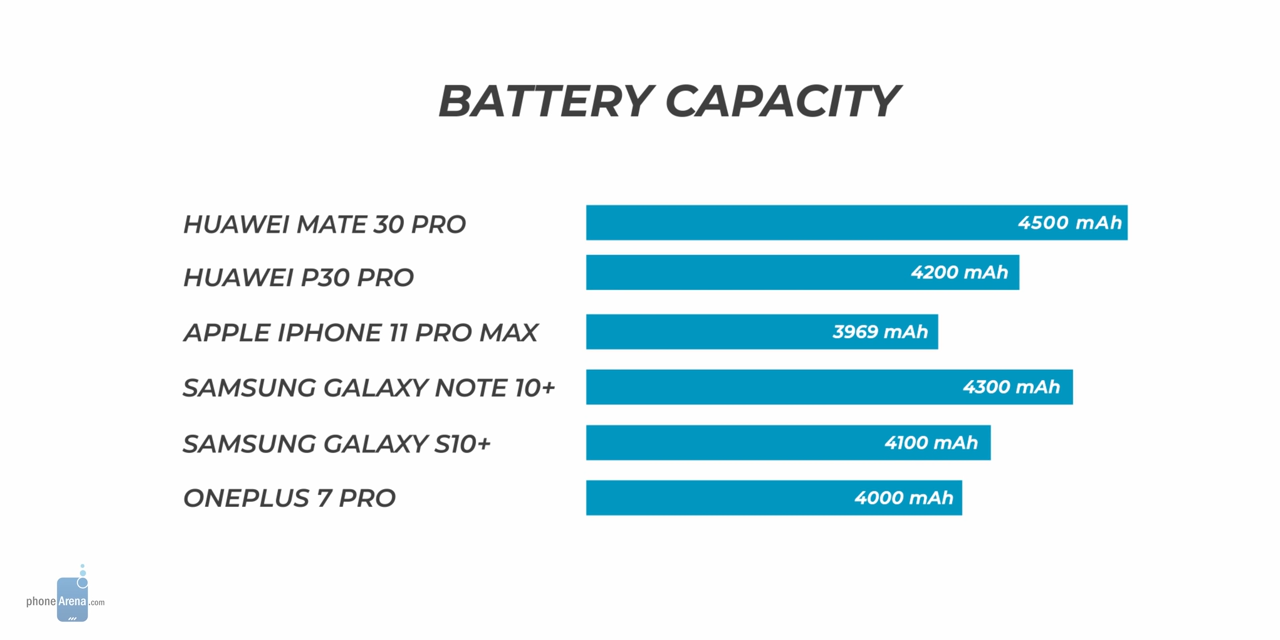 BATTERY CAPACITY
HUAWEI MATE 30 PRO 4500 mAh
HUAWEI P30 PRO 4200 mAh
APPLE IPHONE 11 PRO MAX 3969 mAh
SAMSUNG GALAXY NOTE 10+ 4300 mAh
SAMSUNG GALAXY S10+ 4100 mAh
ONEPLUS 7 PRO 4000 mAh
phoneArena.com